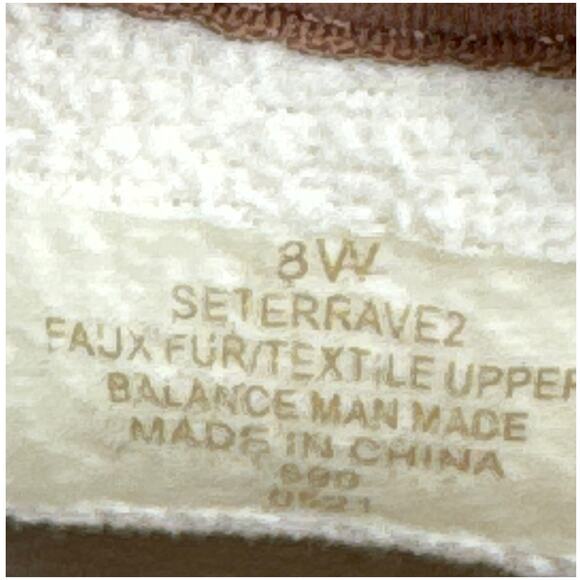 8W
SETERRAVE2
FAUX FUR/TEXTILE UPPER
BALANCE MAN MADE
MADE IN CHINA